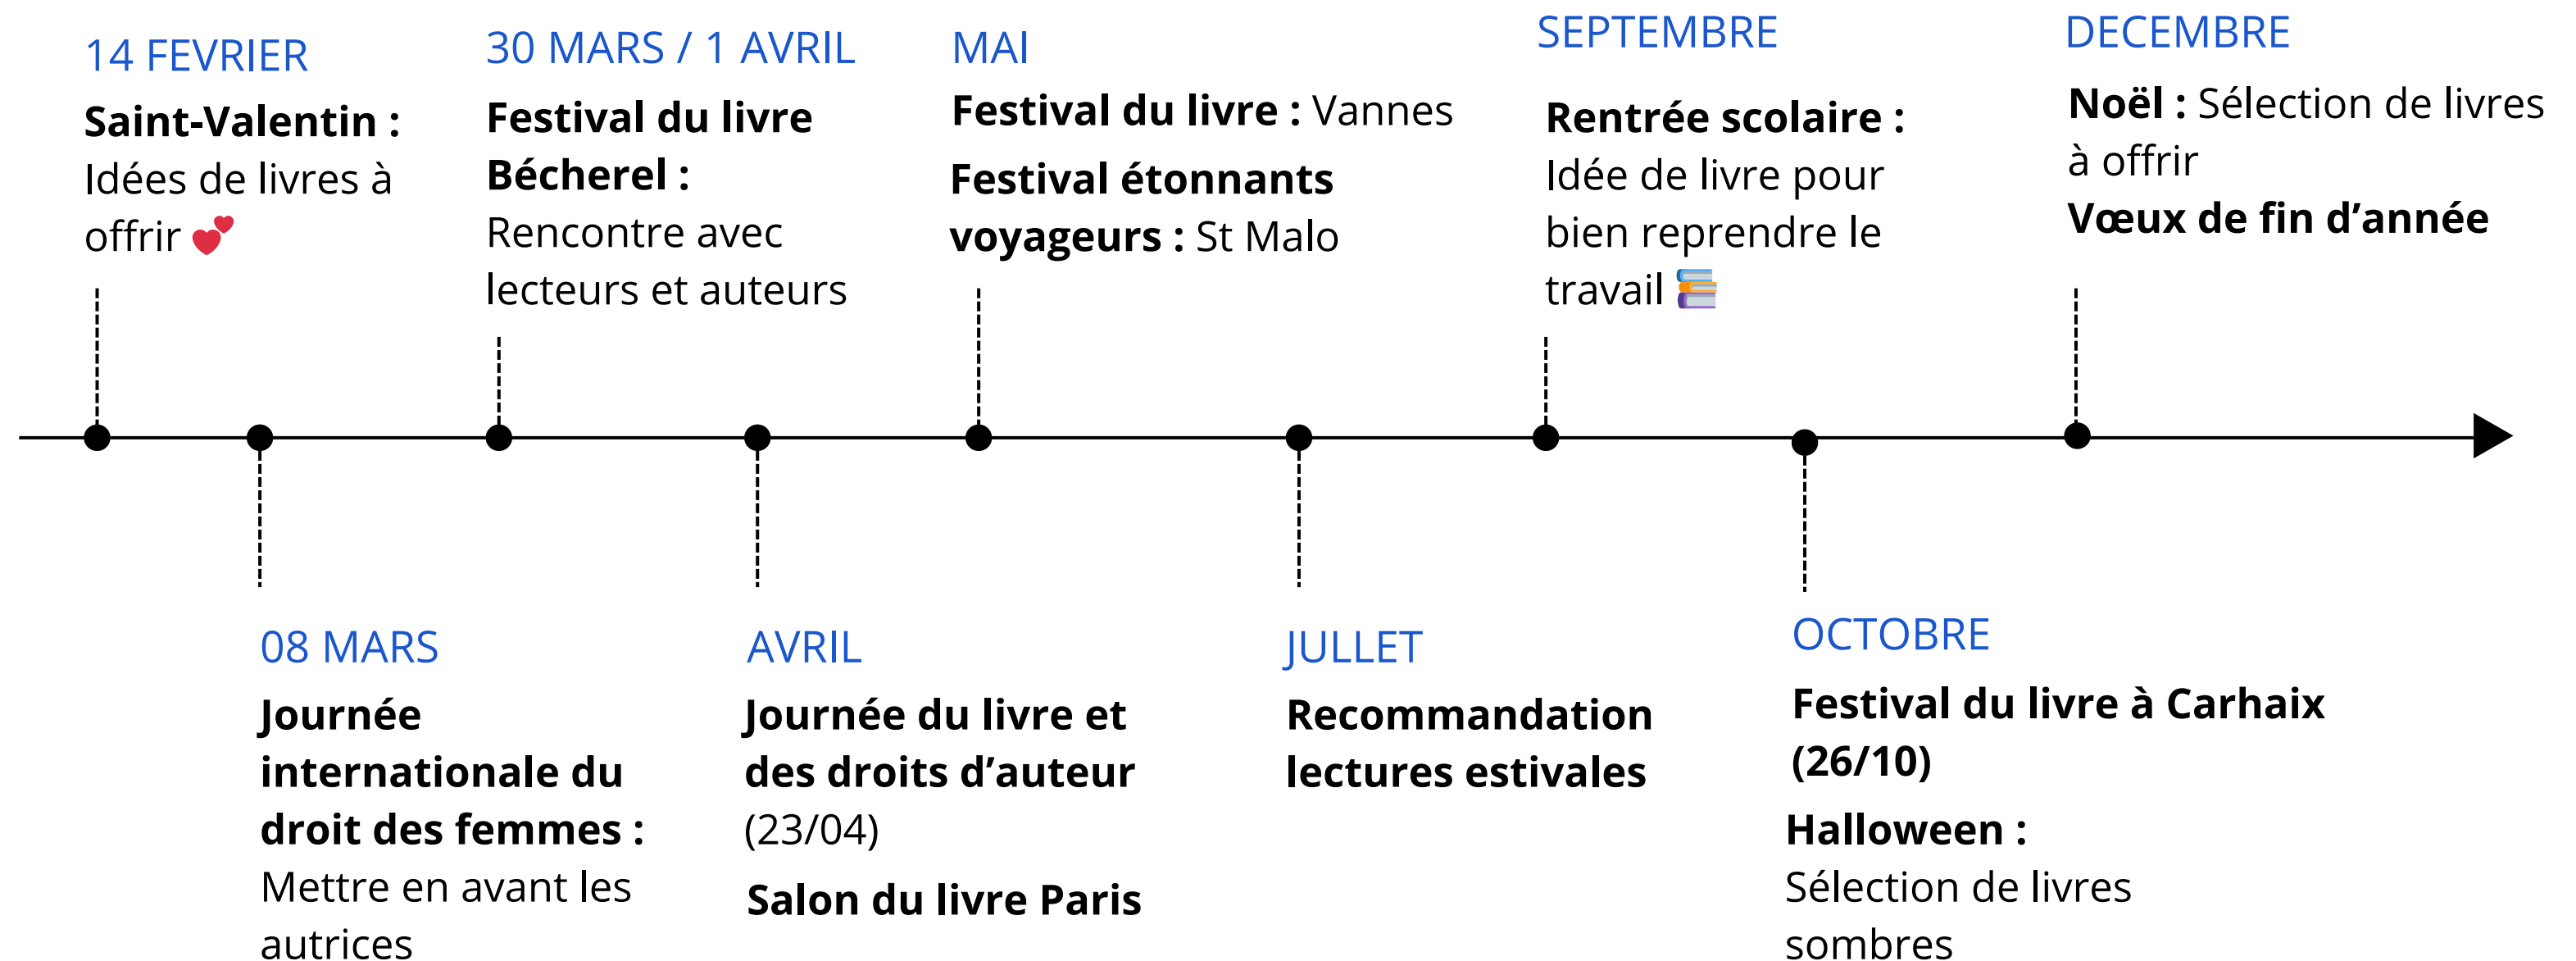 14 FEVRIER
Saint-Valentin :
Idées de livres à
offrir 💕
30 MARS / 1 AVRIL
Festival du livre
Bécherel :
Rencontre avec
lecteurs et auteurs
MAI
Festival du livre : Vannes
Festival étonnants
voyageurs : St Malo
SEPTEMBRE
Rentrée scolaire :
Idée de livre pour
bien reprendre le
travail 📚
DECEMBRE
Noël : Sélection de livres
à offrir
Vœux de fin d’année
08 MARS
Journée
internationale du
droit des femmes :
Mettre en avant les
autrices
AVRIL
Journée du livre et
des droits d’auteur
(23/04)
Salon du livre Paris
JULLET
Recommandation
lectures estivales
OCTOBRE
Festival du livre à Carhaix
(26/10)
Halloween :
Sélection de livres
sombres